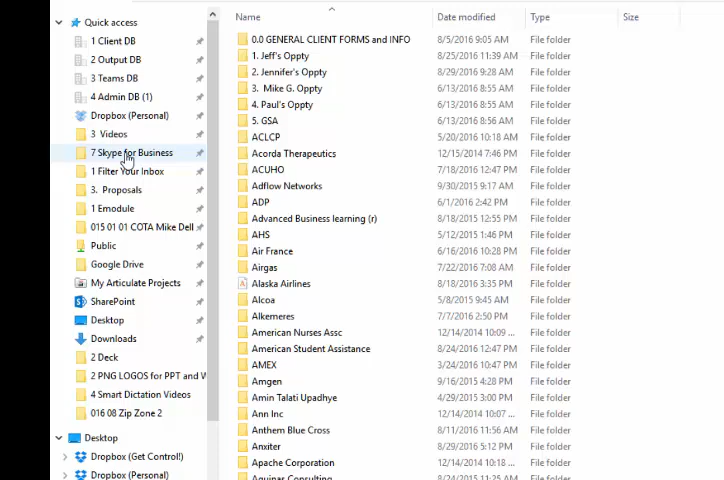 Quick access
1 Client DB
2 Output DB
3 Teams DB
4 Admin DB (1)
Dropbox (Personal)
3 Videos
7 Skype for Business
1 Filter Your Inbox
3. Proposals
1 Emodule
015 01 01 COTA Mike Dell
Public
Google Drive
My Articulate Projects
SharePoint
Desktop
Downloads
2 Deck
2 PNG LOGOS for PPT and W
4 Smart Dictation Videos
016 08 Zip Zone 2
Desktop
Dropbox (Get Control!)
Dropbox (Personal)
Name Date modified Type Size
0.0 GENERAL CLIENT FORMS and INFO 8/5/2016 9:05 AM File folder
1. Jeff's Oppty 8/25/2016 11:39 AM File folder
2. Jennifer's Oppty 8/29/2016 9:28 AM File folder
3. Mike G. Oppty 6/13/2016 8:55 AM File folder
4. Paul's Oppty 6/13/2016 8:55 AM File folder
5. GSA 6/13/2016 8:56 AM File folder
ACLCP 5/20/2016 10:18 AM File folder
Acorda Therapeutics 12/15/2014 7:46 PM File folder
ACUHO 7/18/2016 12:47 PM File folder
Adflow Networks 9/30/2015 9:17 AM File folder
ADP 6/1/2016 2:42 PM File folder
Advanced Business learning (r) 8/18/2015 12:55 PM File folder
AHS 5/12/2015 1:46 PM File folder
Air France 6/16/2016 10:28 PM File folder
Airgas 7/22/2016 7:08 AM File folder
Alaska Airlines 8/18/2016 3:35 PM File folder
Alcoa 5/8/2015 9:45 AM File folder
Alkemeres 7/7/2016 2:50 PM File folder
American Nurses Assc 12/14/2014 10:09 ... File folder
American Student Assistance 8/24/2016 12:47 PM File folder
AMEX 3/24/2016 10:47 PM File folder
Amgen 9/16/2015 4:28 PM File folder
Amin Talati Upadhye 4/29/2015 3:00 PM File folder
Ann Inc 12/14/2014 10:07 ... File folder
Anthem Blue Cross 8/11/2016 11:56 AM File folder
Anxiter 8/29/2016 5:12 PM File folder
Apache Corporation 12/14/2014 10:18 ... File folder
Aquinas Consulting 8/24/2015 11:25 AM File folder